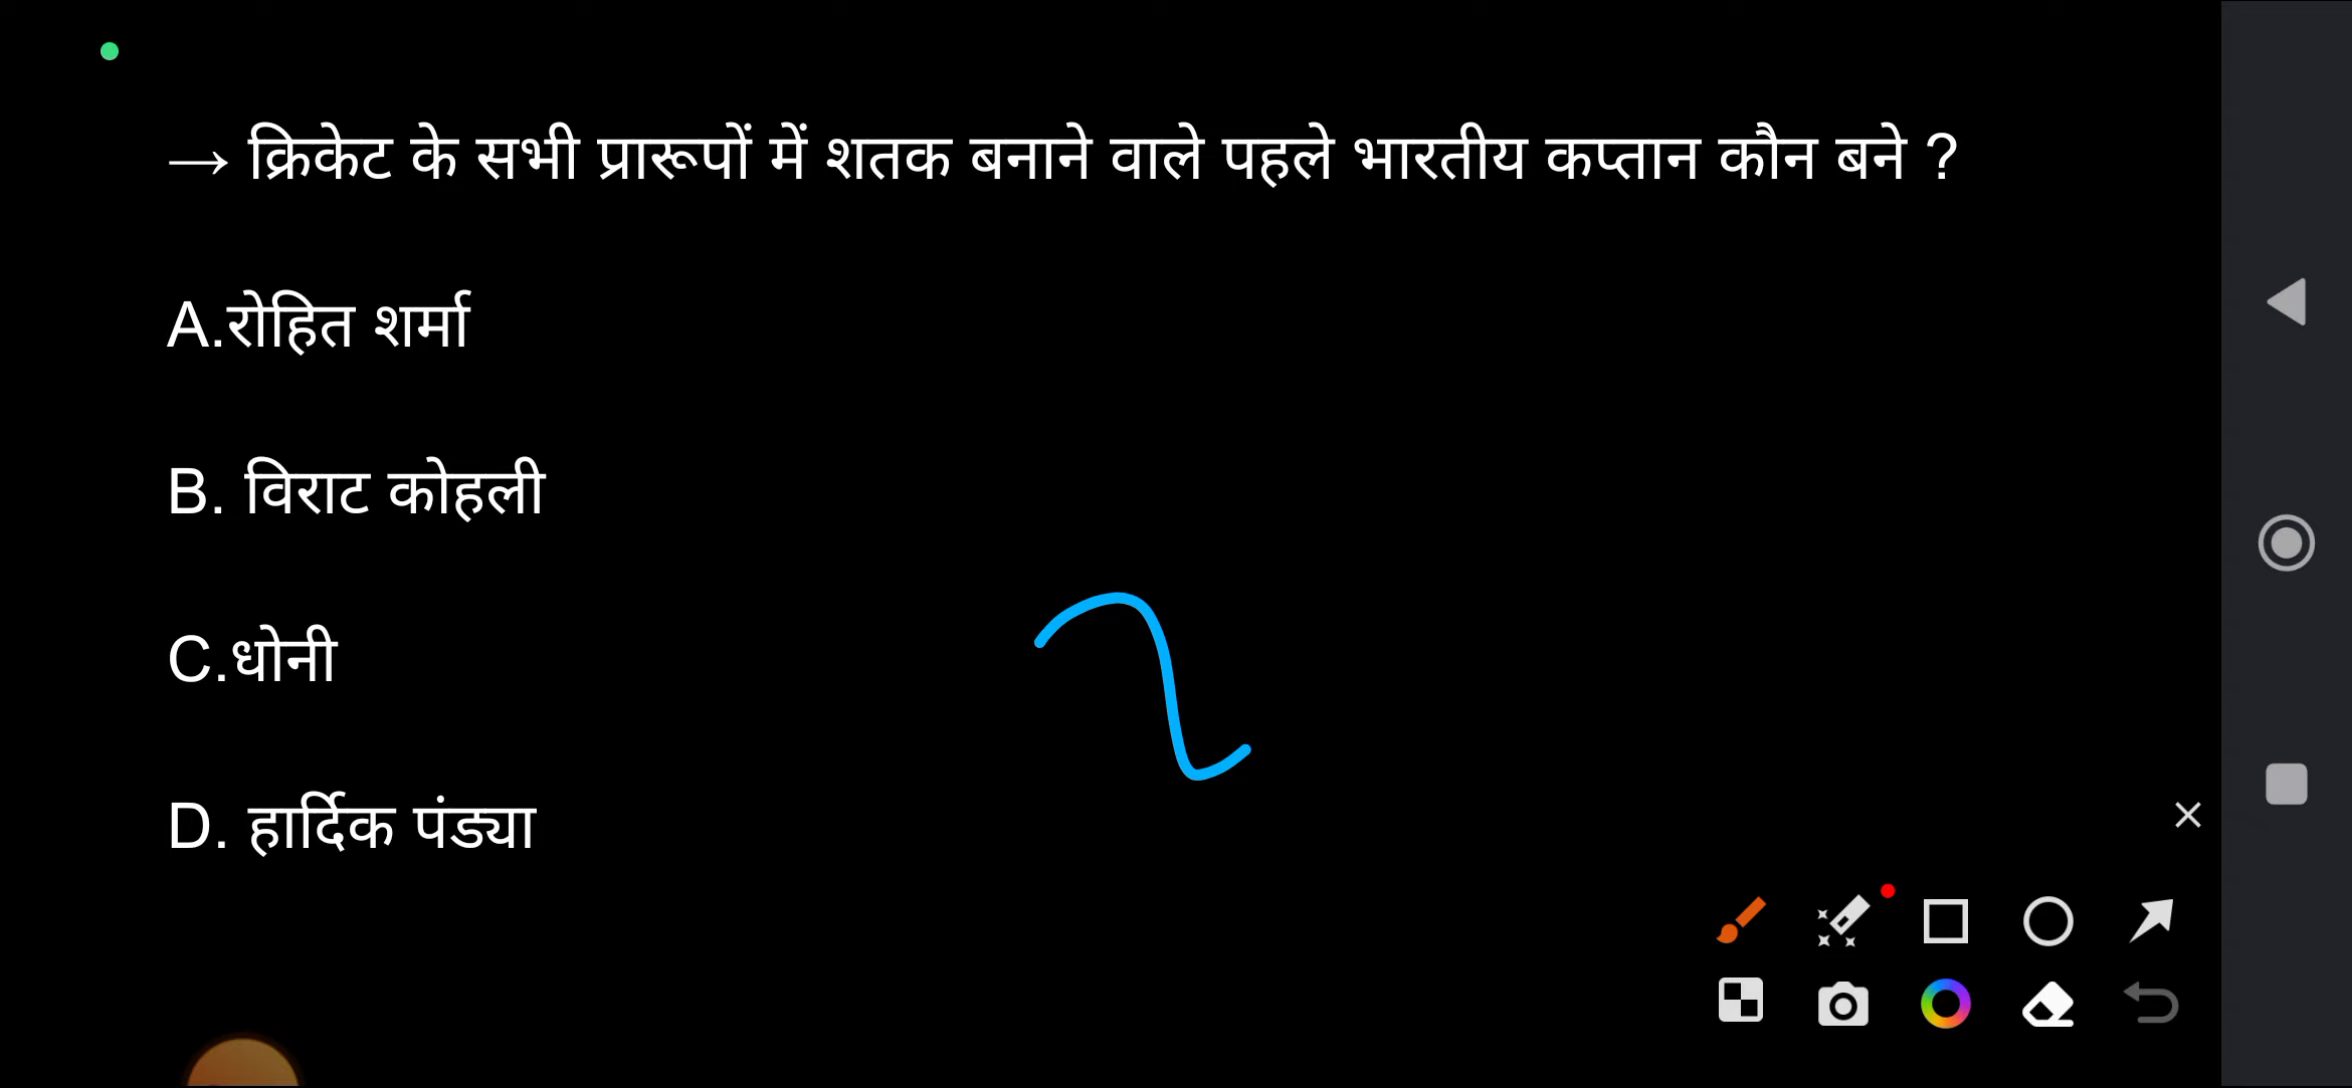 → क्रिकेट के सभी प्रारूपों में शतक बनाने वाले पहले भारतीय कप्तान कौन बने ?
A.रोहित शर्मा
B. विराट कोहली
C.धोनी
D. हार्दिक पंड्या